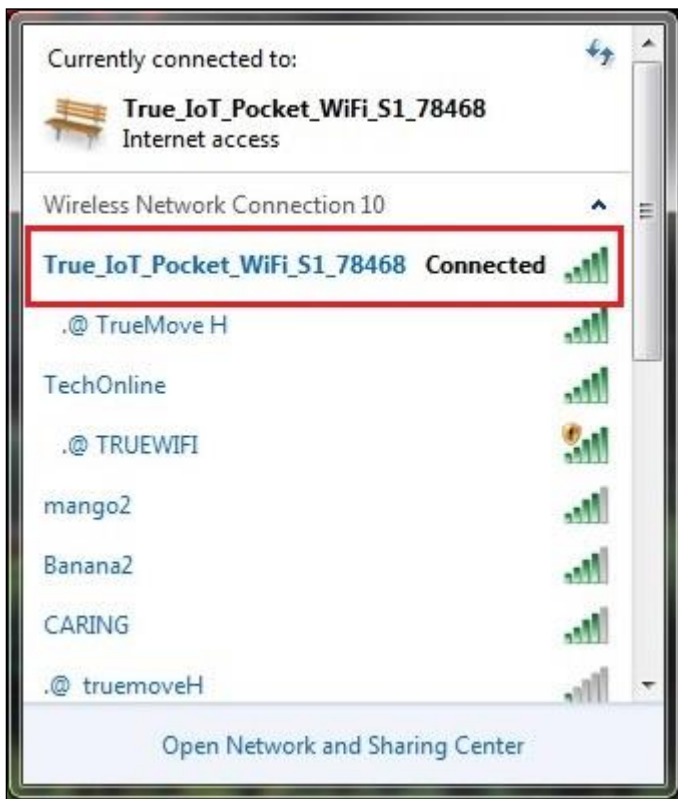 Currently connected to:
True_IoT_Pocket_WiFi_S1_78468
Internet access
Wireless Network Connection 10
True_IoT_Pocket_WiFi_S1_78468 Connected
.@ TrueMove H
TechOnline
.@ TRUEWIFI
mango2
Banana2
CARING
.@ truemoveH
Open Network and Sharing Center